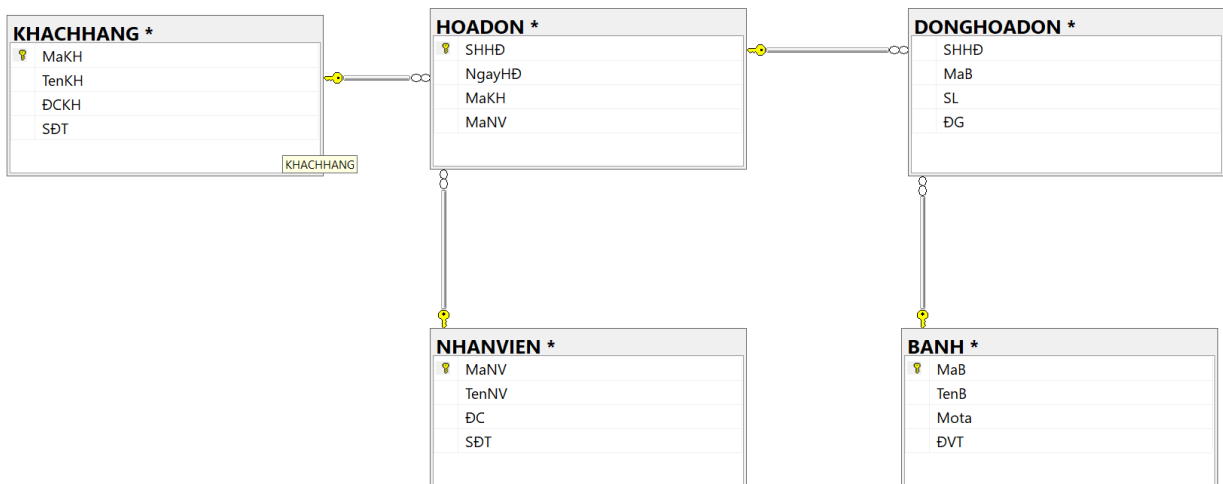 KHACHHANG *
MaKH
TenKH
ĐCKH
SĐT
KHACHHANG
HOADON *
SHHĐ
NgayHĐ
MaKH
MaNV
DONGHOADON *
SHHĐ
MaB
SL
ĐG
NHANVIEN *
MaNV
TenNV
ĐC
SĐT
BANH *
MaB
TenB
Mota
ĐVT